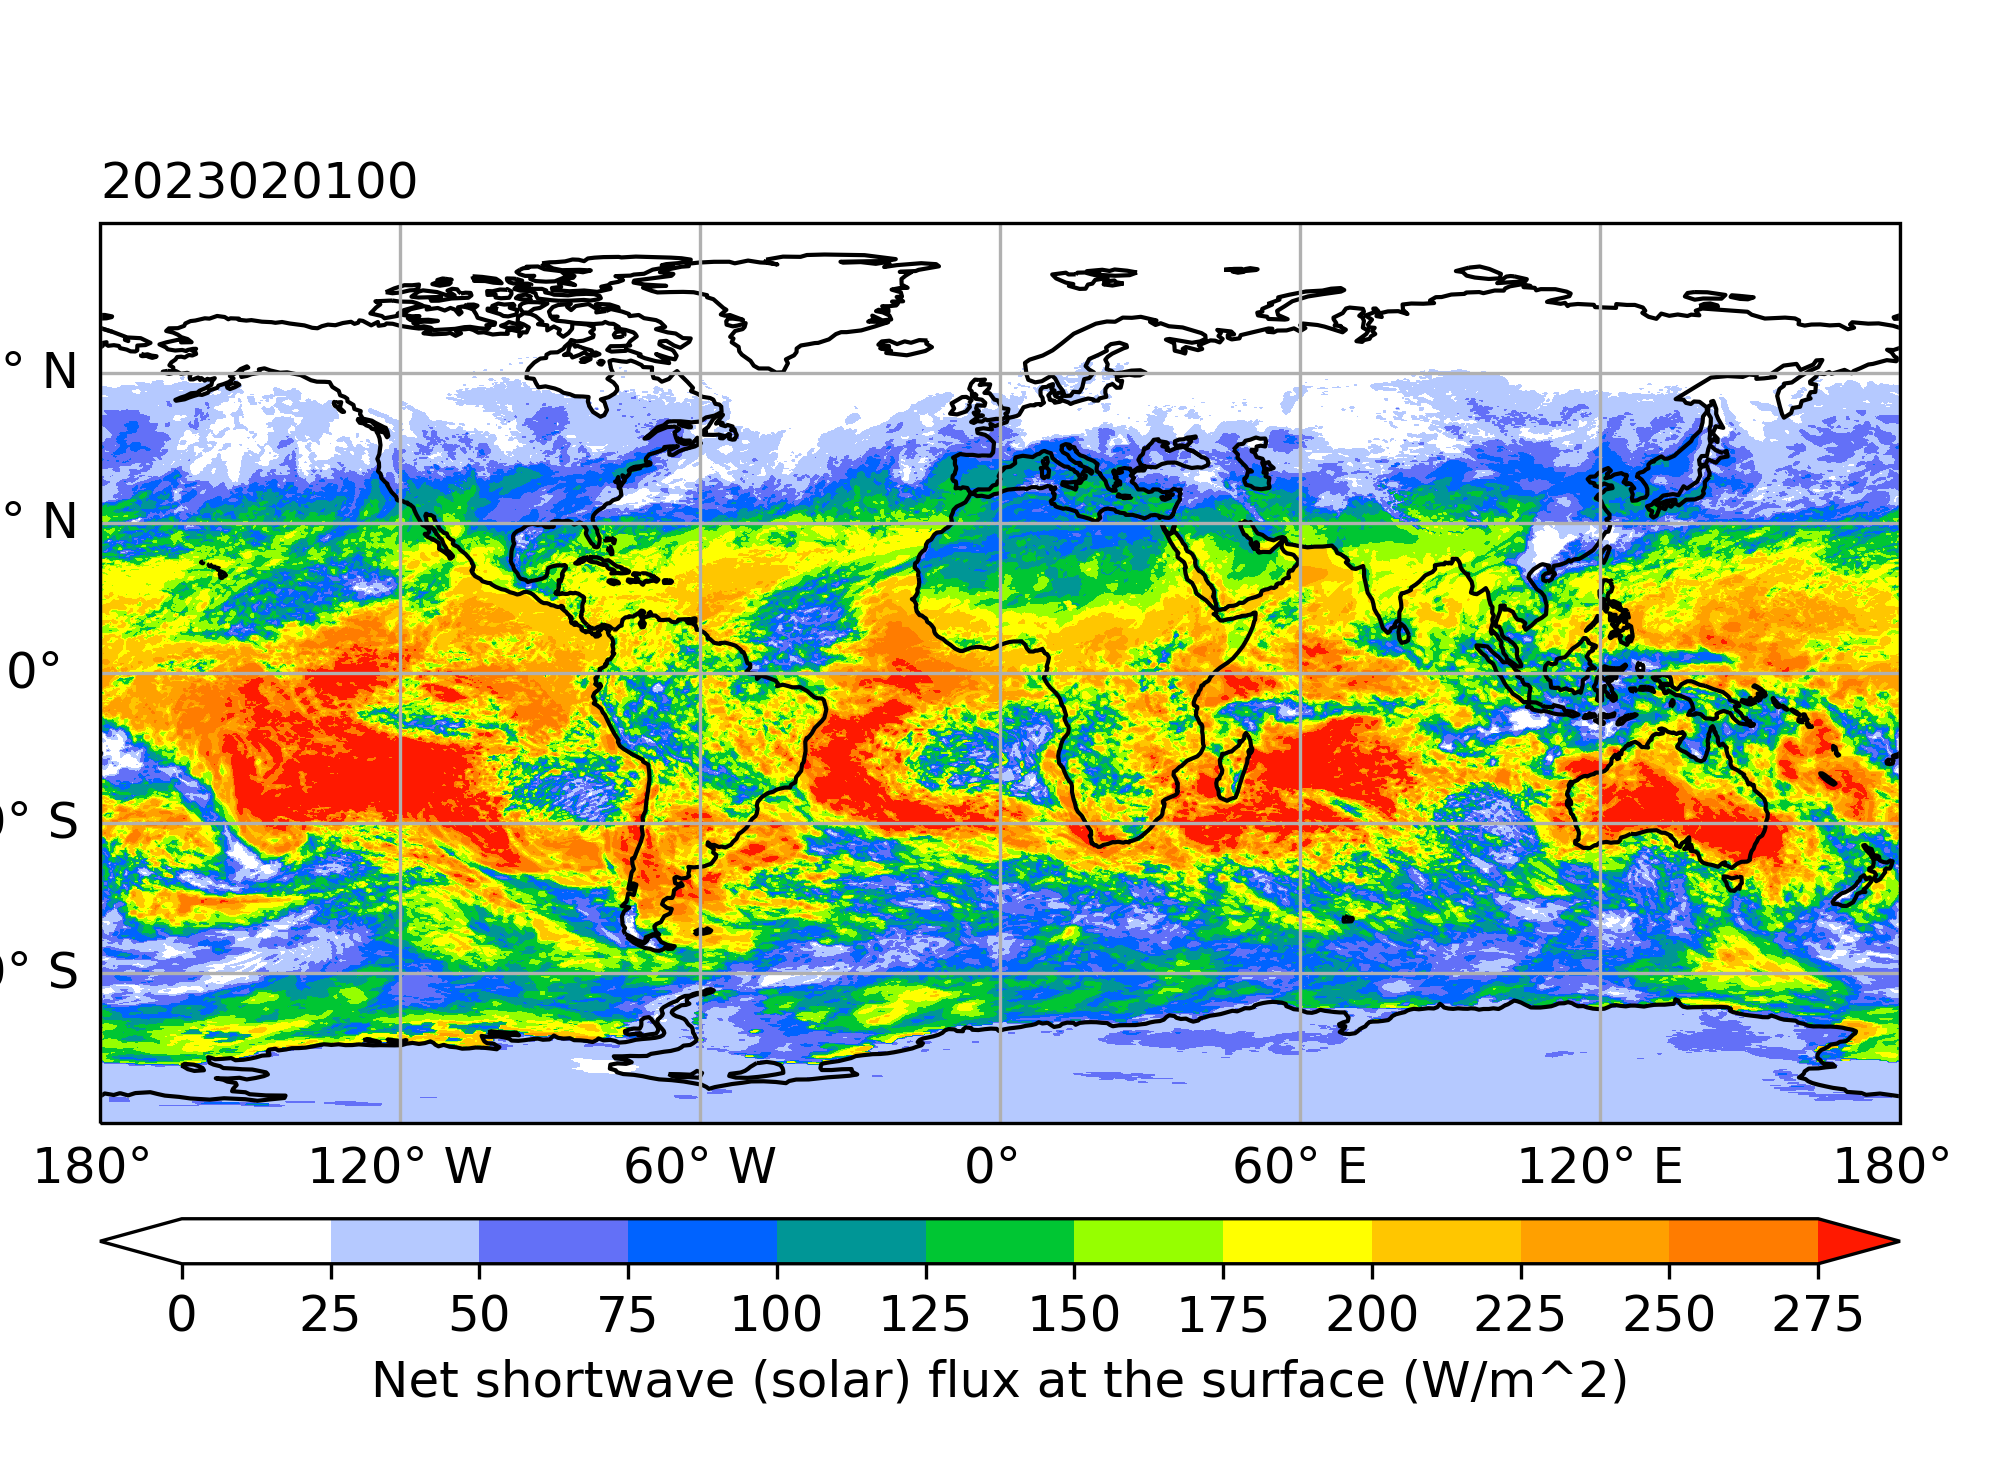 2023020100
° N
° N
0°
° S
° S
180° 120° W 60° W 0° 60° E 120° E 180°
0 25 50 75 100 125 150 175 200 225 250 275
Net shortwave (solar) flux at the surface (W/m^2)